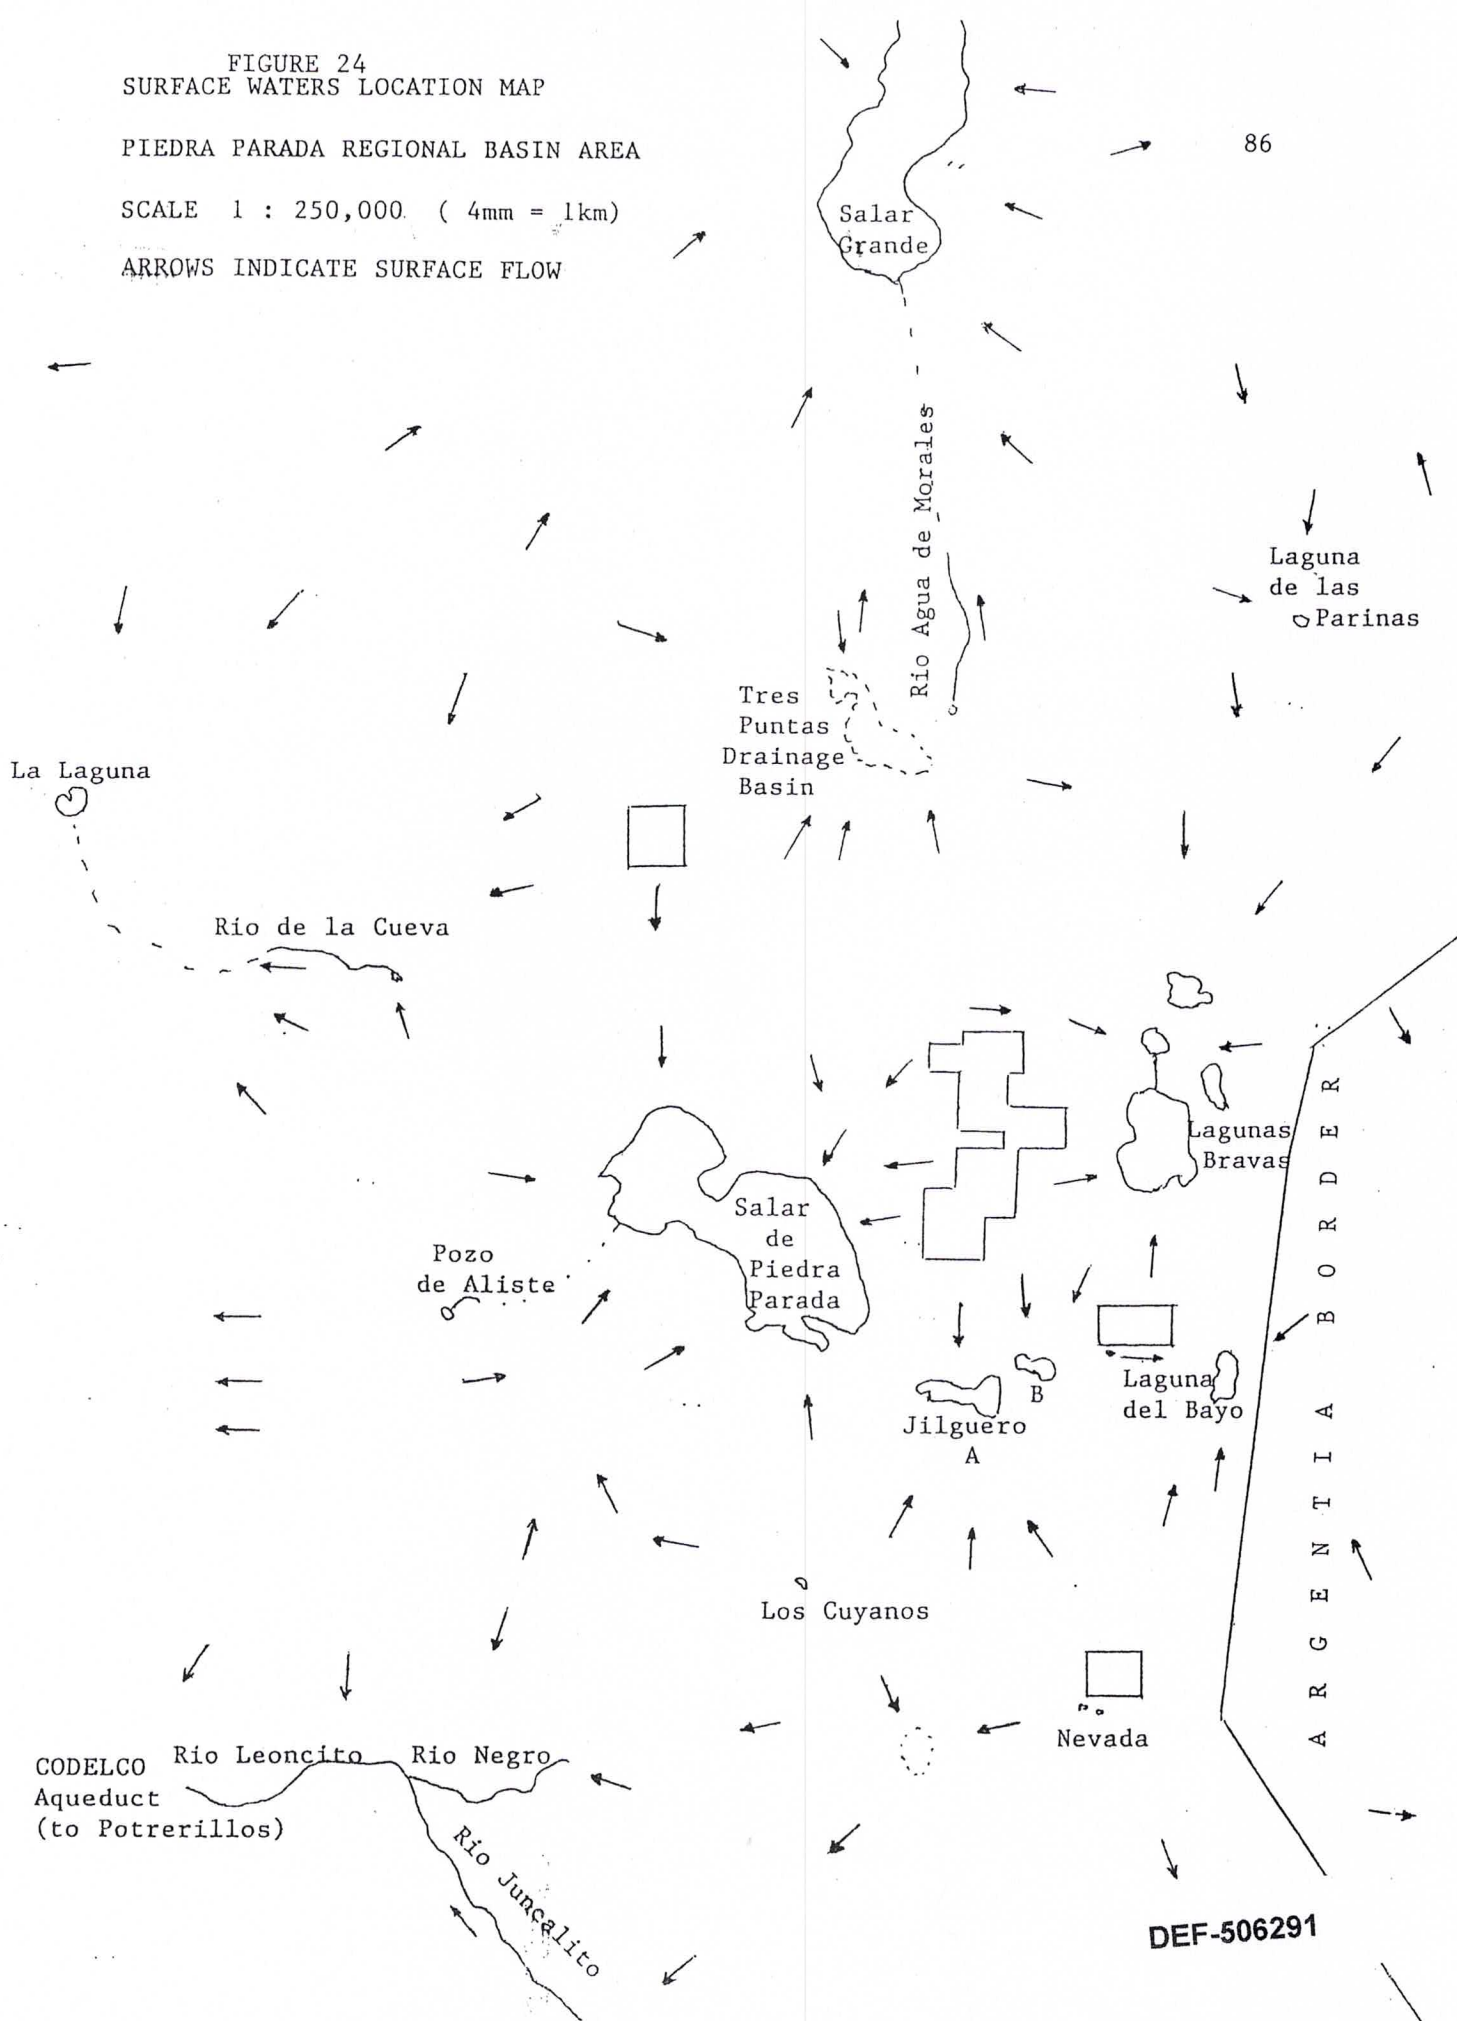 FIGURE 24
SURFACE WATERS LOCATION MAP
PIEDRA PARADA REGIONAL BASIN AREA
86
SCALE 1 : 250,000. ( 4mm = 1km)
ARROWS INDICATE SURFACE FLOW
Salar
Grande
Rio Agua de Morales
Laguna
de las
Parinas
Tres
Puntas
Drainage
Basin
La Laguna
Rio de la Cueva
Lagunas
Bravas
Salar
de
Piedra
Parada
Pozo
de Aliste
B
Jilguero
A
Laguna
del Bayo
ARGENTIA BORDER
Los Cuyanos
Nevada
CODELCO
Aqueduct
(to Potrerillos)
Rio Leoncito
Rio Negro
Rio Juncalito
DEF-506291